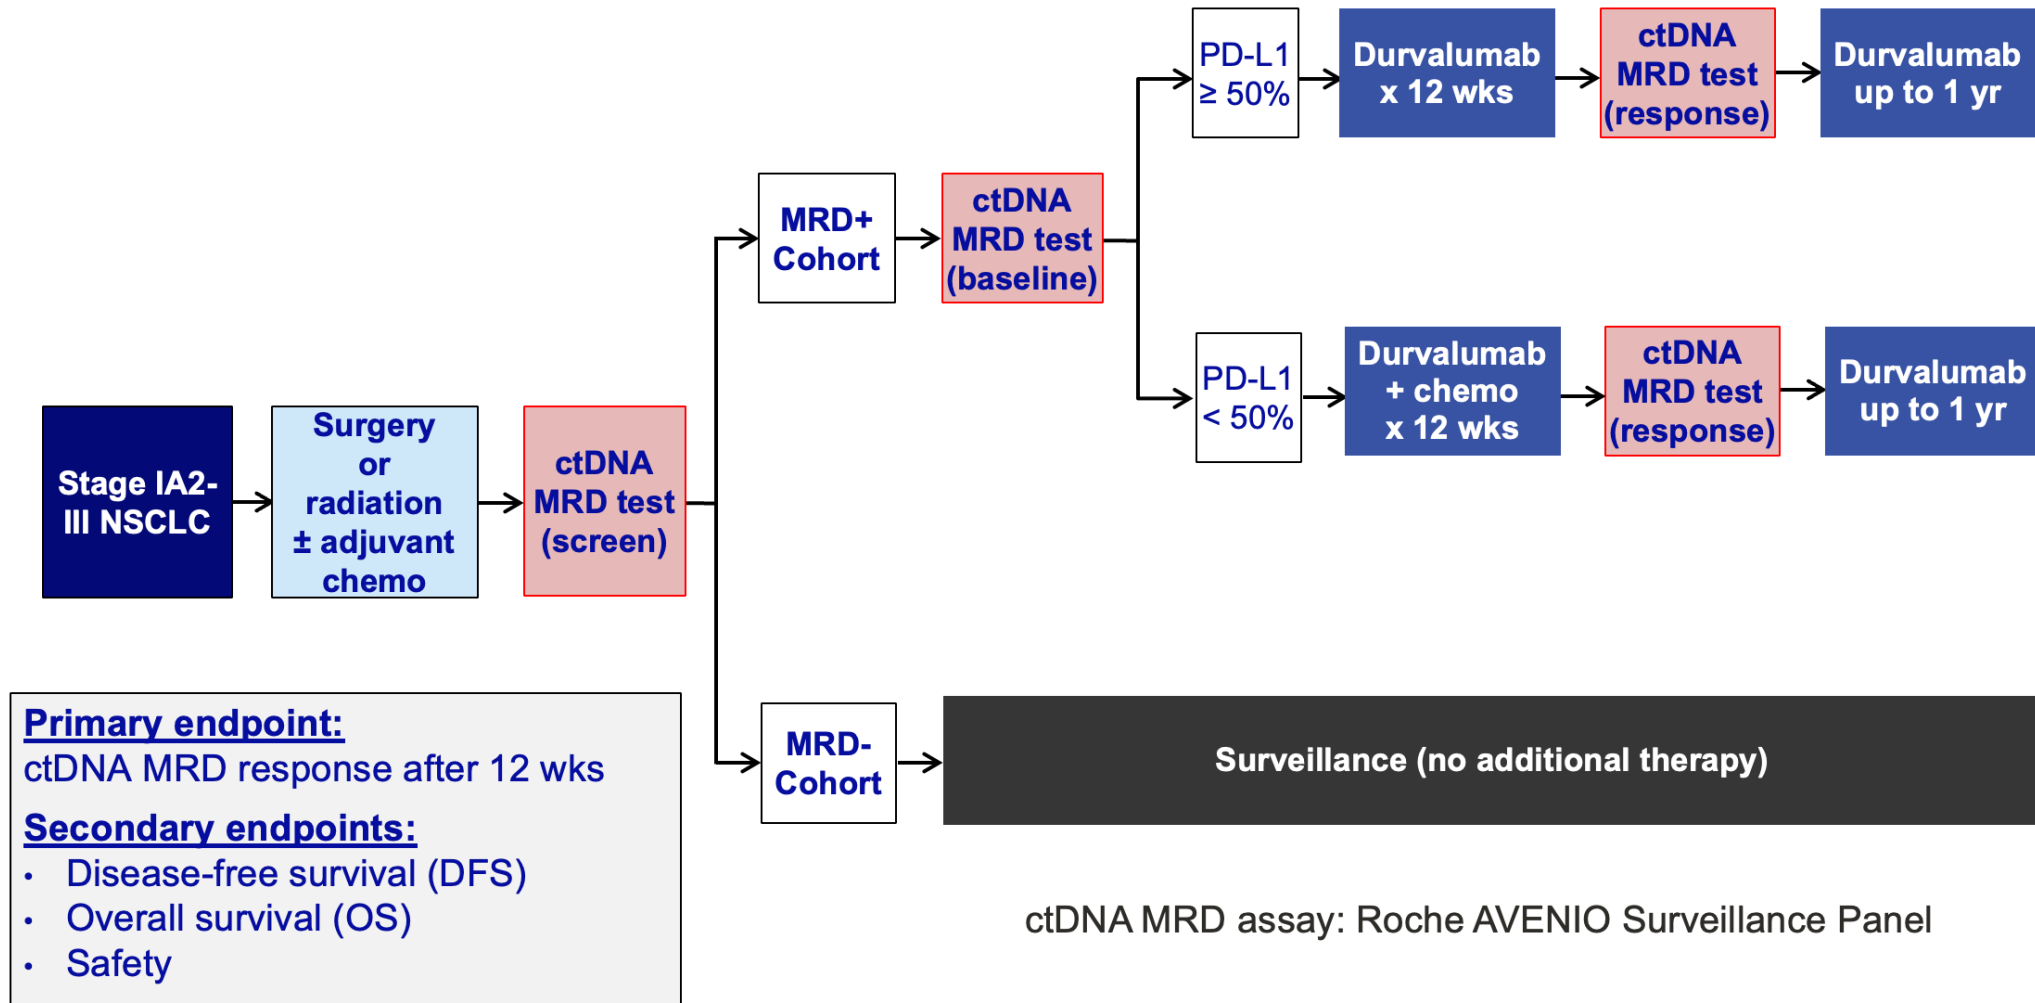 Stage IA2-
III NSCLC
Surgery
or
radiation
± adjuvant
chemo
ctDNA
MRD test
(screen)
MRD+
Cohort
ctDNA
MRD test
(baseline)
PD-L1
≥ 50%
Durvalumab
x 12 wks
ctDNA
MRD test
(response)
Durvalumab
up to 1 yr
PD-L1
< 50%
Durvalumab
+ chemo
x 12 wks
ctDNA
MRD test
(response)
Durvalumab
up to 1 yr
MRD-
Cohort
Surveillance (no additional therapy)
Primary endpoint:
ctDNA MRD response after 12 wks
Secondary endpoints:
• Disease-free survival (DFS)
• Overall survival (OS)
• Safety
ctDNA MRD assay: Roche AVENIO Surveillance Panel